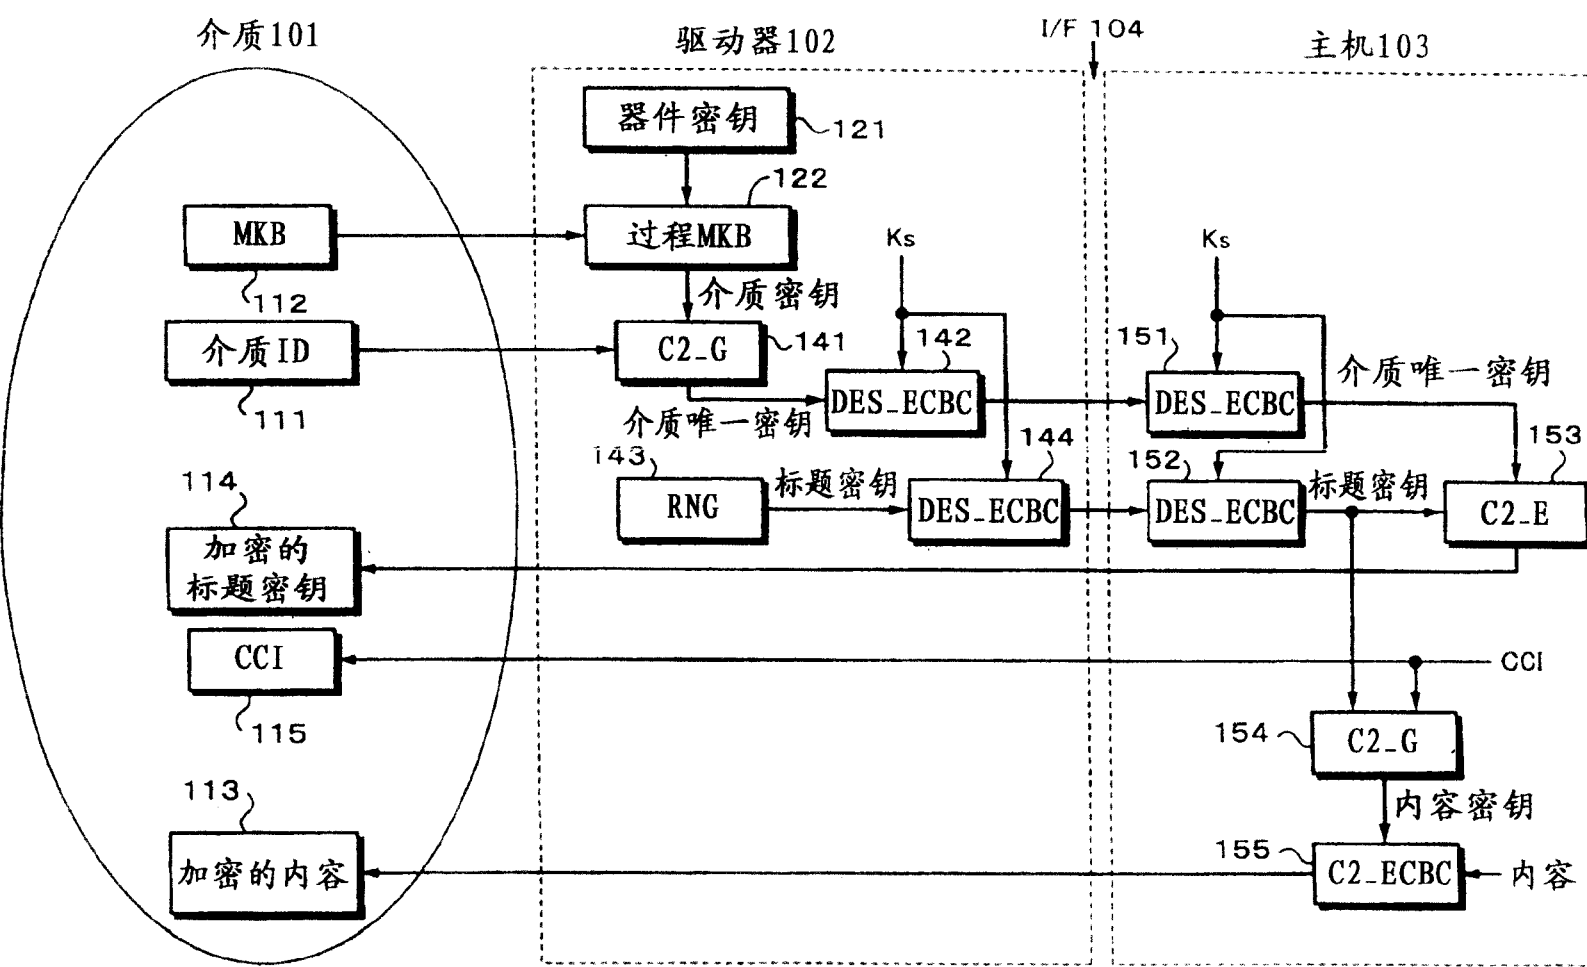 介质101
驱动器102
I/F 104
主机103
器件密钥
121
122
MKB
过程MKB
Ks
Ks
112
介质密钥
介质ID
C2_G
141
142
151
111
介质唯一密钥
DES_ECBC
DES_ECBC
介质唯一密钥
143
144
152
153
114
RNG
标题密钥
DES_ECBC
DES_ECBC
标题密钥
C2_E
加密的
标题密钥
CCI
CCI
115
154
C2_G
113
内容密钥
155
加密的内容
C2_ECBC
内容